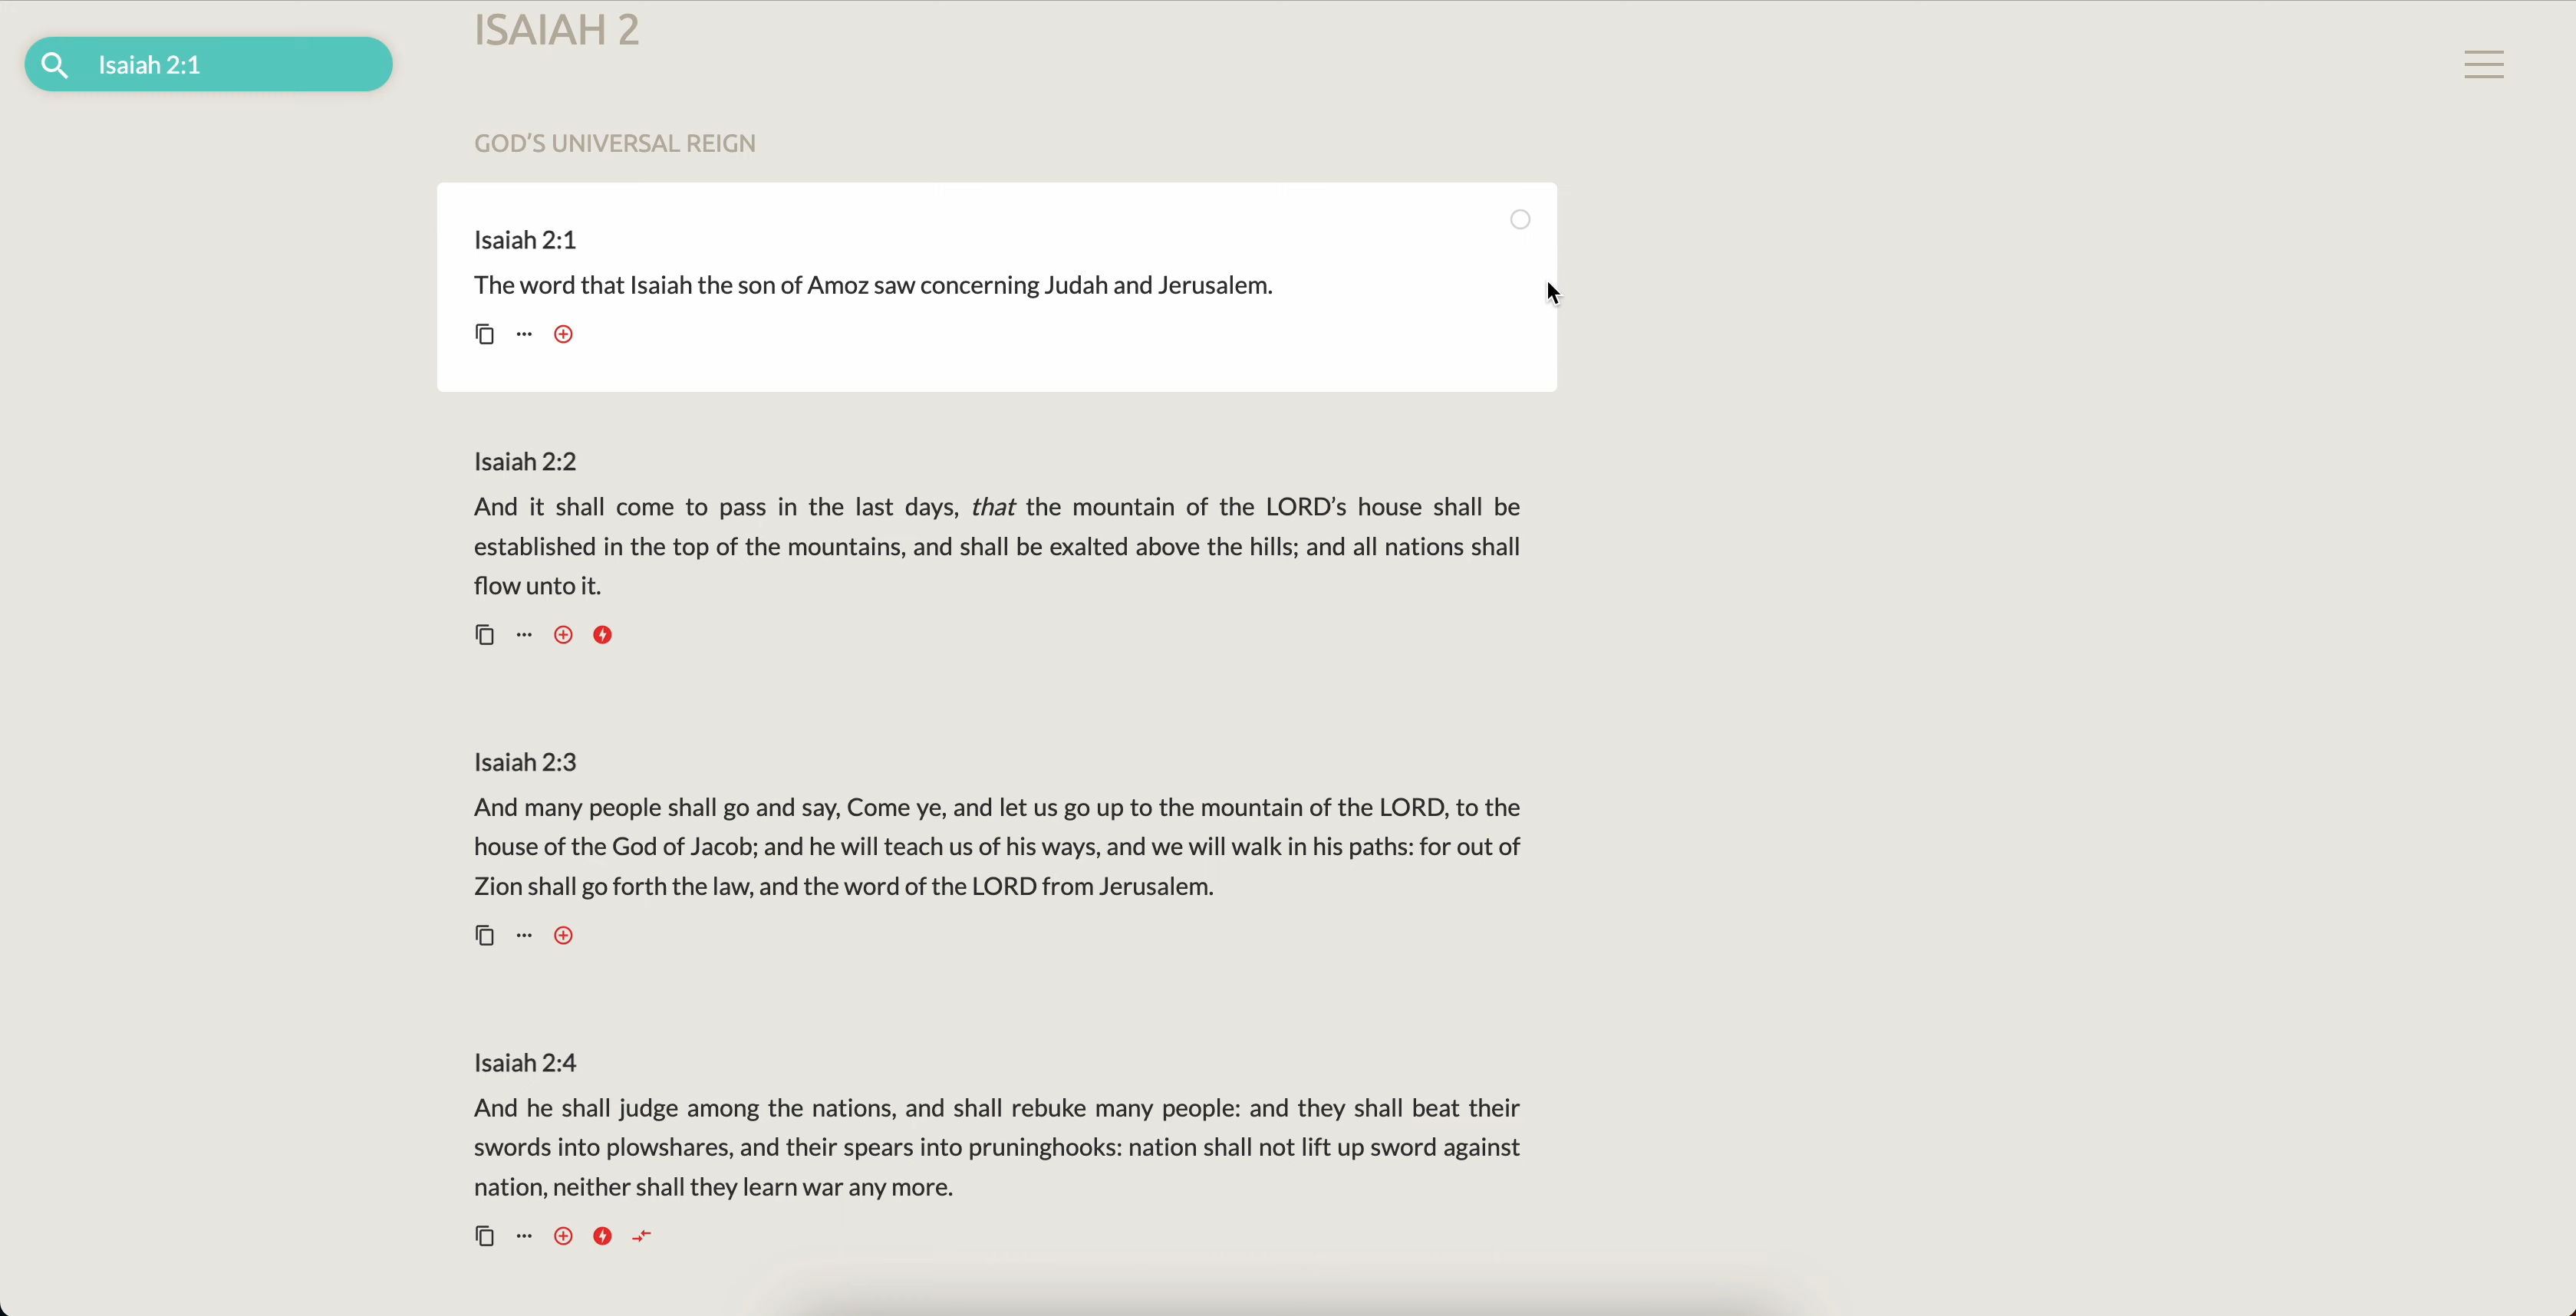 ISAIAH 2
Isaiah 2:1
GOD’S UNIVERSAL REIGN
Isaiah 2:1
The word that Isaiah the son of Amoz saw concerning Judah and Jerusalem.
Isaiah 2:2
And it shall come to pass in the last days, that the mountain of the LORD’s house shall be
established in the top of the mountains, and shall be exalted above the hills; and all nations shall
flow unto it.
Isaiah 2:3
And many people shall go and say, Come ye, and let us go up to the mountain of the LORD, to the
house of the God of Jacob; and he will teach us of his ways, and we will walk in his paths: for out of
Zion shall go forth the law, and the word of the LORD from Jerusalem.
Isaiah 2:4
And he shall judge among the nations, and shall rebuke many people: and they shall beat their
swords into plowshares, and their spears into pruninghooks: nation shall not lift up sword against
nation, neither shall they learn war any more.